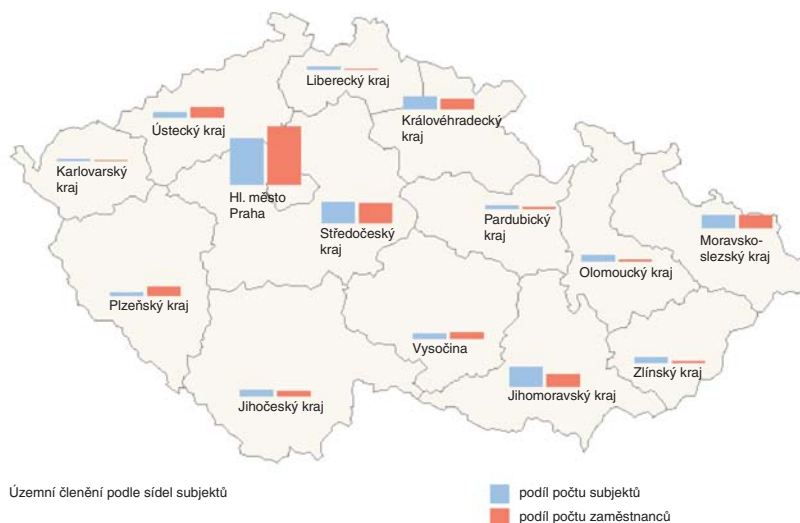 Liberecký kraj
Královéhradecký
kraj
Ústecký kraj
Karlovarský
kraj
Hl. město
Praha
Středočeský
kraj
Pardubický
kraj
Moravsko-
slezský kraj
Olomoucký kraj
Plzeňský kraj
Vysočina
Zlínský kraj
Jihočeský kraj
Jihomoravský kraj
Územní členění podle sídel subjektů
podíl počtu subjektů
podíl počtu zaměstnanců